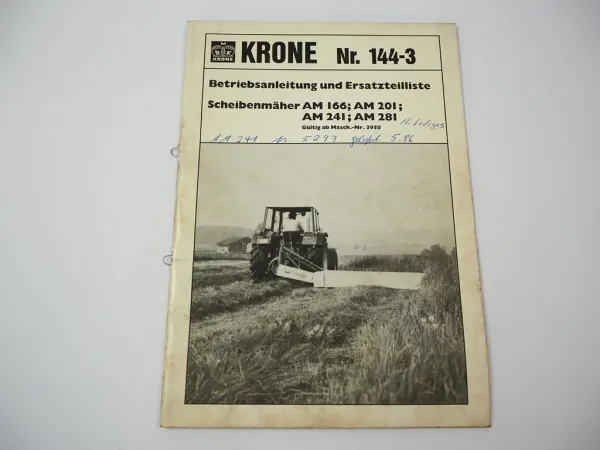 KRONE Nr. 144-3
KRONE
Betriebsanleitung und Ersatzteilliste
Scheibenmäher AM 166; AM 201;
AM 241; AM 281
Gültig ab Masch.-Nr. 3950
AM 241 Nr. 5293 geliefert 5.86